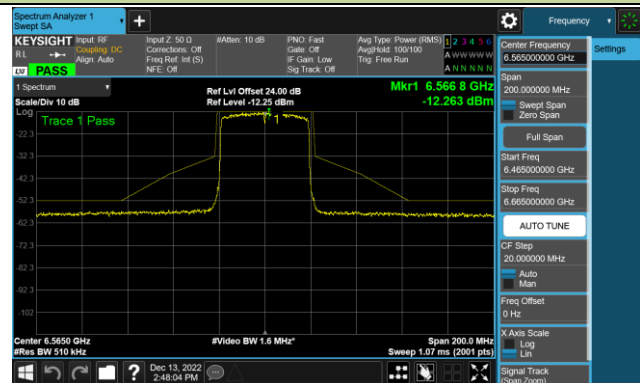 Spectrum Analyzer 1
Swept SA
+
Frequency
KEYSIGHT
RL
LXI
PASS
Input: RF
Coupling: DC
Align: Auto
Input Z: 50 Ω
Corrections: Off
Freq Ref: Int (S)
NFE: Off
#Atten: 10 dB
PNO: Fast
Gate: Off
IF Gain: Low
Sig Track: Off
Avg Type: Power (RMS)
Avg|Hold: 100/100
Trig: Free Run
1 2 3 4 5 6
A W W W W W
A N N N N N
1 Spectrum
Scale/Div 10 dB
Ref Lvl Offset 24.00 dB
Ref Level -12.25 dBm
Mkr1 6.566 8 GHz
-12.263 dBm
Log
Trace 1 Pass
1
-22.3
-32.3
-42.3
-52.3
-62.3
-72.3
-82.3
-92.3
-102
Center 6.5650 GHz
#Res BW 510 kHz
#Video BW 1.6 MHz*
Span 200.0 MHz
Sweep 1.07 ms (2001 pts)
Dec 13, 2022
2:48:04 PM
?
Center Frequency
6.565000000 GHz
Settings
Span
200.000000 MHz
Swept Span
Zero Span
Full Span
Start Freq
6.465000000 GHz
Stop Freq
6.665000000 GHz
AUTO TUNE
CF Step
20.000000 MHz
Auto
Man
Freq Offset
0 Hz
X Axis Scale
Log
Lin
Signal Track
(Span Zoom)